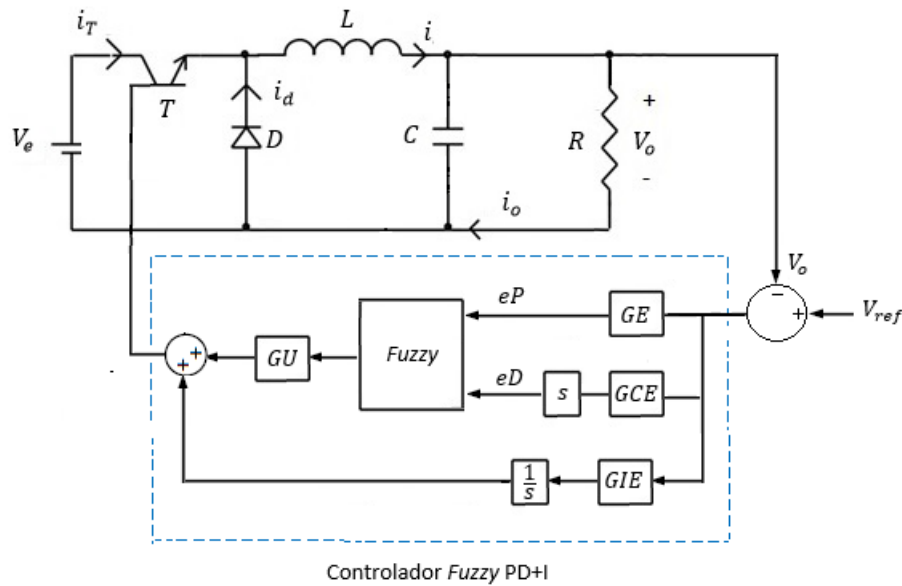 i_T
L
i
T
i_d
V_e
D
C
R
+
V_o
-
i_o
V_o
-
+
V_ref
eP
GE
Fuzzy
GU
+
+
eD
s
GCE
1/s
GIE
Controlador Fuzzy PD+I